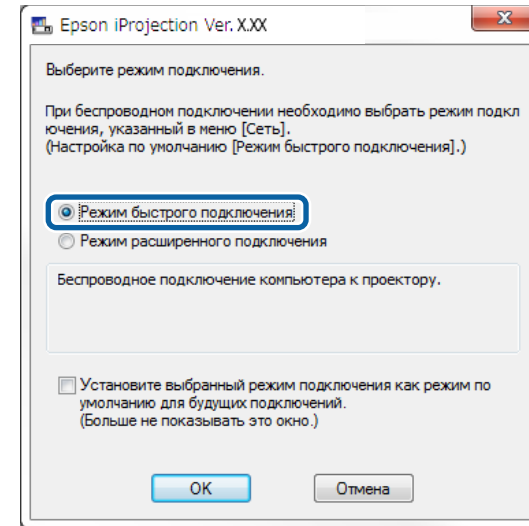 Epson iProjection Ver. X.XX
Выберите режим подключения.
При беспроводном подключении необходимо выбрать режим подкл
ючения, указанный в меню [Сеть].
(Настройка по умолчанию [Режим быстрого подключения].)
Режим быстрого подключения
Режим расширенного подключения
Беспроводное подключение компьютера к проектору.
Установите выбранный режим подключения как режим по
умолчанию для будущих подключений.
(Больше не показывать это окно.)
OK
Отмена